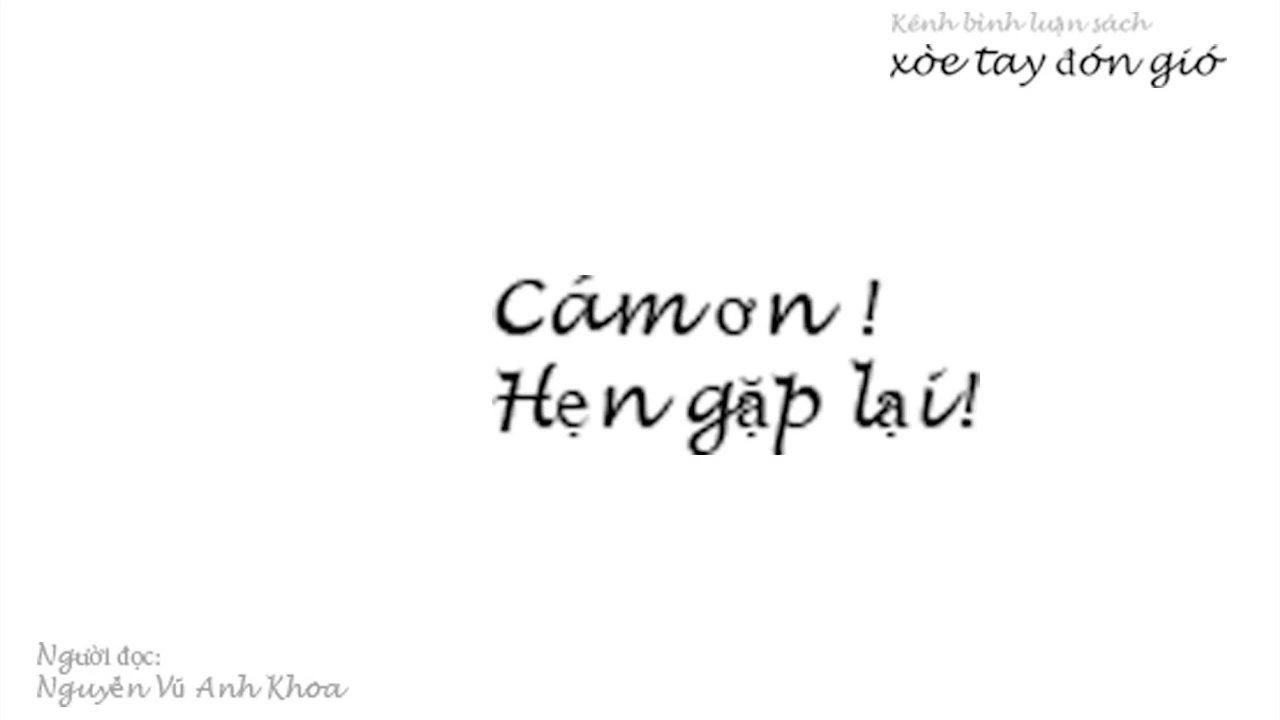 Kênh bình luận sách
xòe tay đón gió
Cám ơn !
Hẹn gặp lại!
Người đọc:
Nguyễn Vũ Anh Khoa